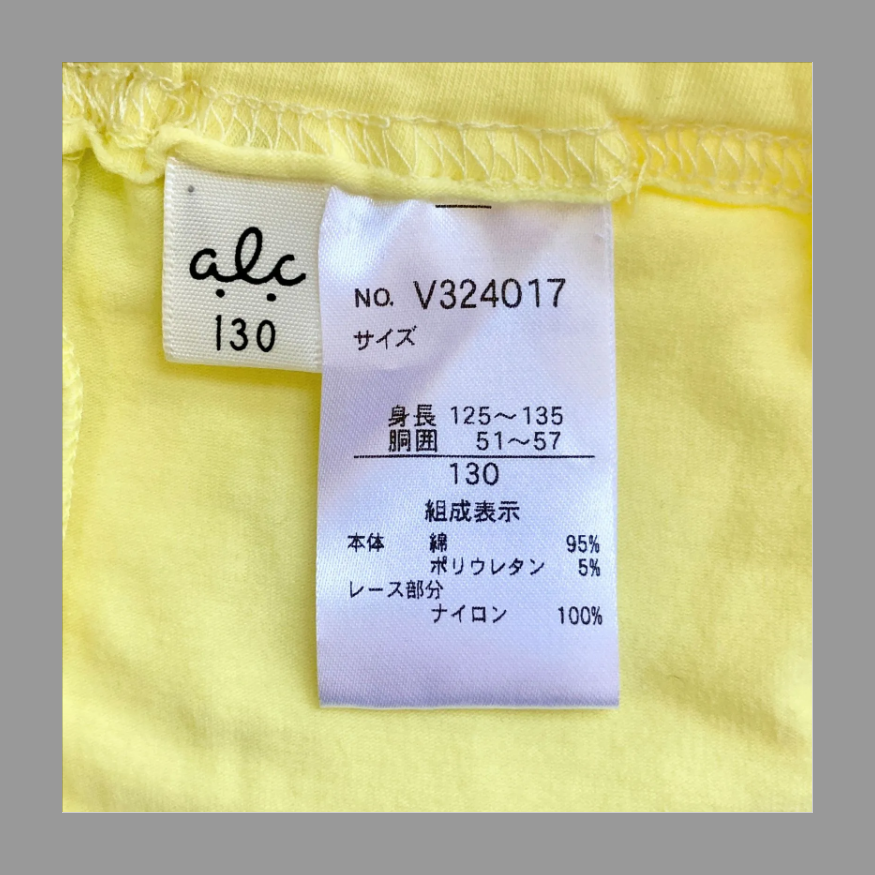 alc
130
NO. V324017
サイズ
身長 125～135
胴囲 51～57
130
組成表示
本体 綿 95%
ポリウレタン 5%
レース部分
ナイロン 100%